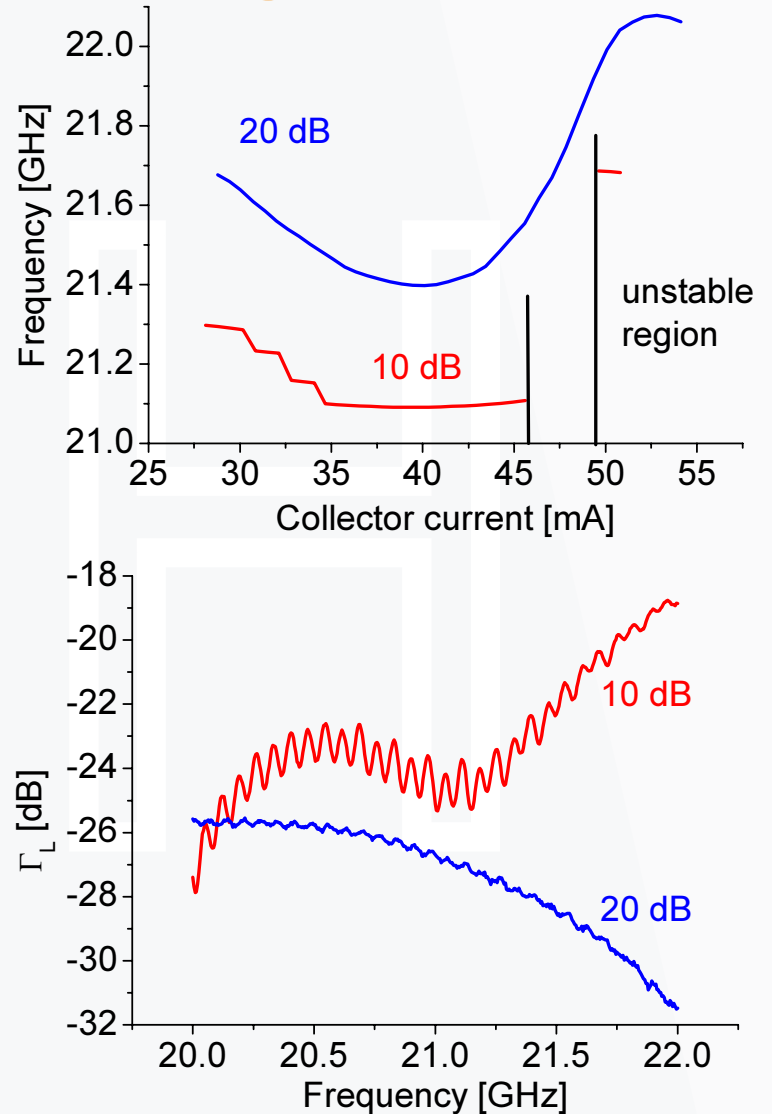 22.0
21.8
21.6
21.4
21.2
21.0
Frequency [GHz]
20 dB
10 dB
unstable
region
25 30 35 40 45 50 55
Collector current [mA]
-18
-20
-22
-24
-26
-28
-30
-32
Γ_L [dB]
10 dB
20 dB
20.0 20.5 21.0 21.5 22.0
Frequency [GHz]